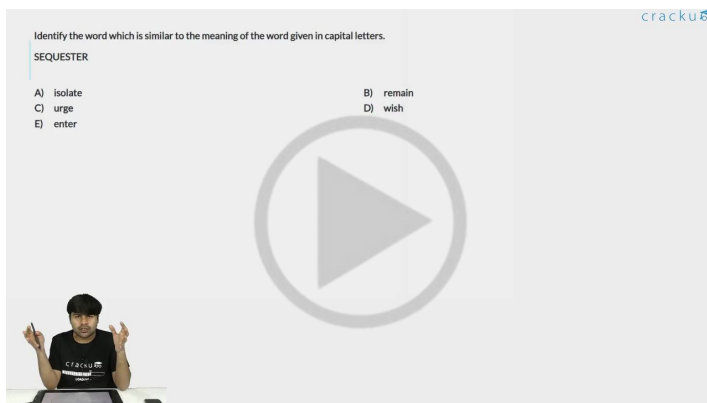 cracku
Identify the word which is similar to the meaning of the word given in capital letters.
SEQUESTER
A) isolate
B) remain
C) urge
D) wish
E) enter
cracku